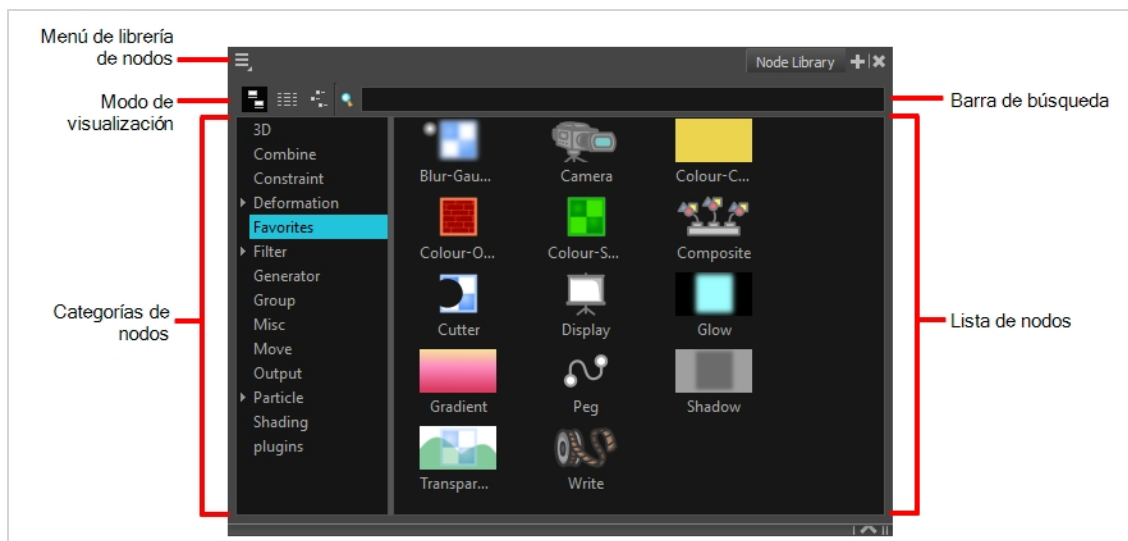 Menú de librería
de nodos
Node Library
Modo de
visualización
Barra de búsqueda
3D
Combine
Constraint
Deformation
Favorites
Filter
Generator
Group
Misc
Move
Output
Particle
Shading
plugins
Categorías de
nodos
Blur-Gau... Camera Colour-C...
Colour-O... Colour-S... Composite
Cutter Display Glow
Gradient Peg Shadow
Transpar... Write
Lista de nodos